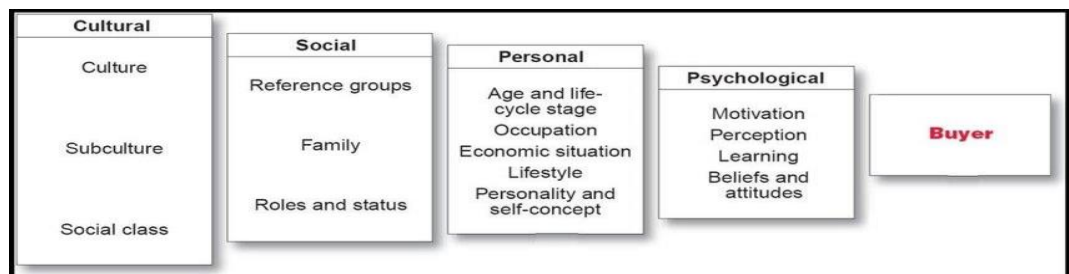 Cultural
Culture
Subculture
Social class
Social
Reference groups
Family
Roles and status
Personal
Age and life-
cycle stage
Occupation
Economic situation
Lifestyle
Personality and
self-concept
Psychological
Motivation
Perception
Learning
Beliefs and
attitudes
Buyer